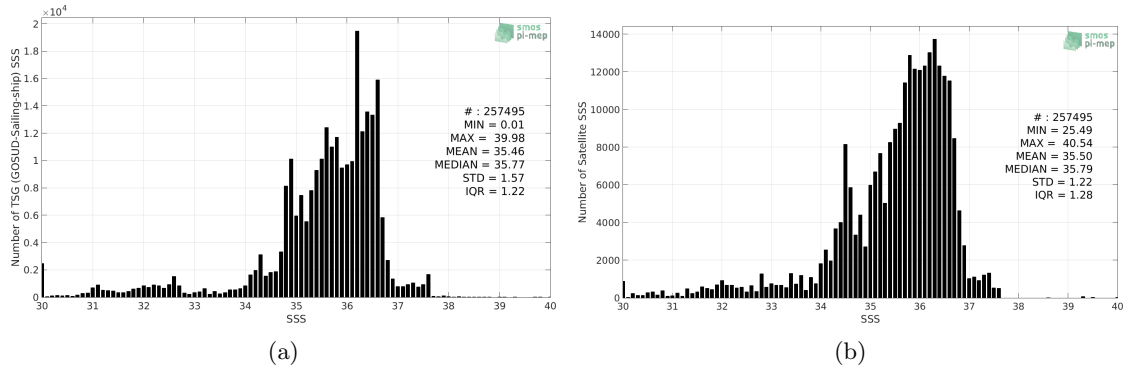 ×10⁴
2
1.8
1.6
1.4
1.2
1
0.8
0.6
0.4
0.2
0
Number of TSG (GOSUD-Sailing-ship) SSS
smos
pi-mep
# : 257495
MIN = 0.01
MAX = 39.98
MEAN = 35.46
MEDIAN = 35.77
STD = 1.57
IQR = 1.22
30 31 32 33 34 35 36 37 38 39 40
SSS
(a)
14000
12000
10000
8000
6000
4000
2000
0
Number of Satellite SSS
smos
pi-mep
# : 257495
MIN = 25.49
MAX = 40.54
MEAN = 35.50
MEDIAN = 35.79
STD = 1.22
IQR = 1.28
30 31 32 33 34 35 36 37 38 39 40
SSS
(b)